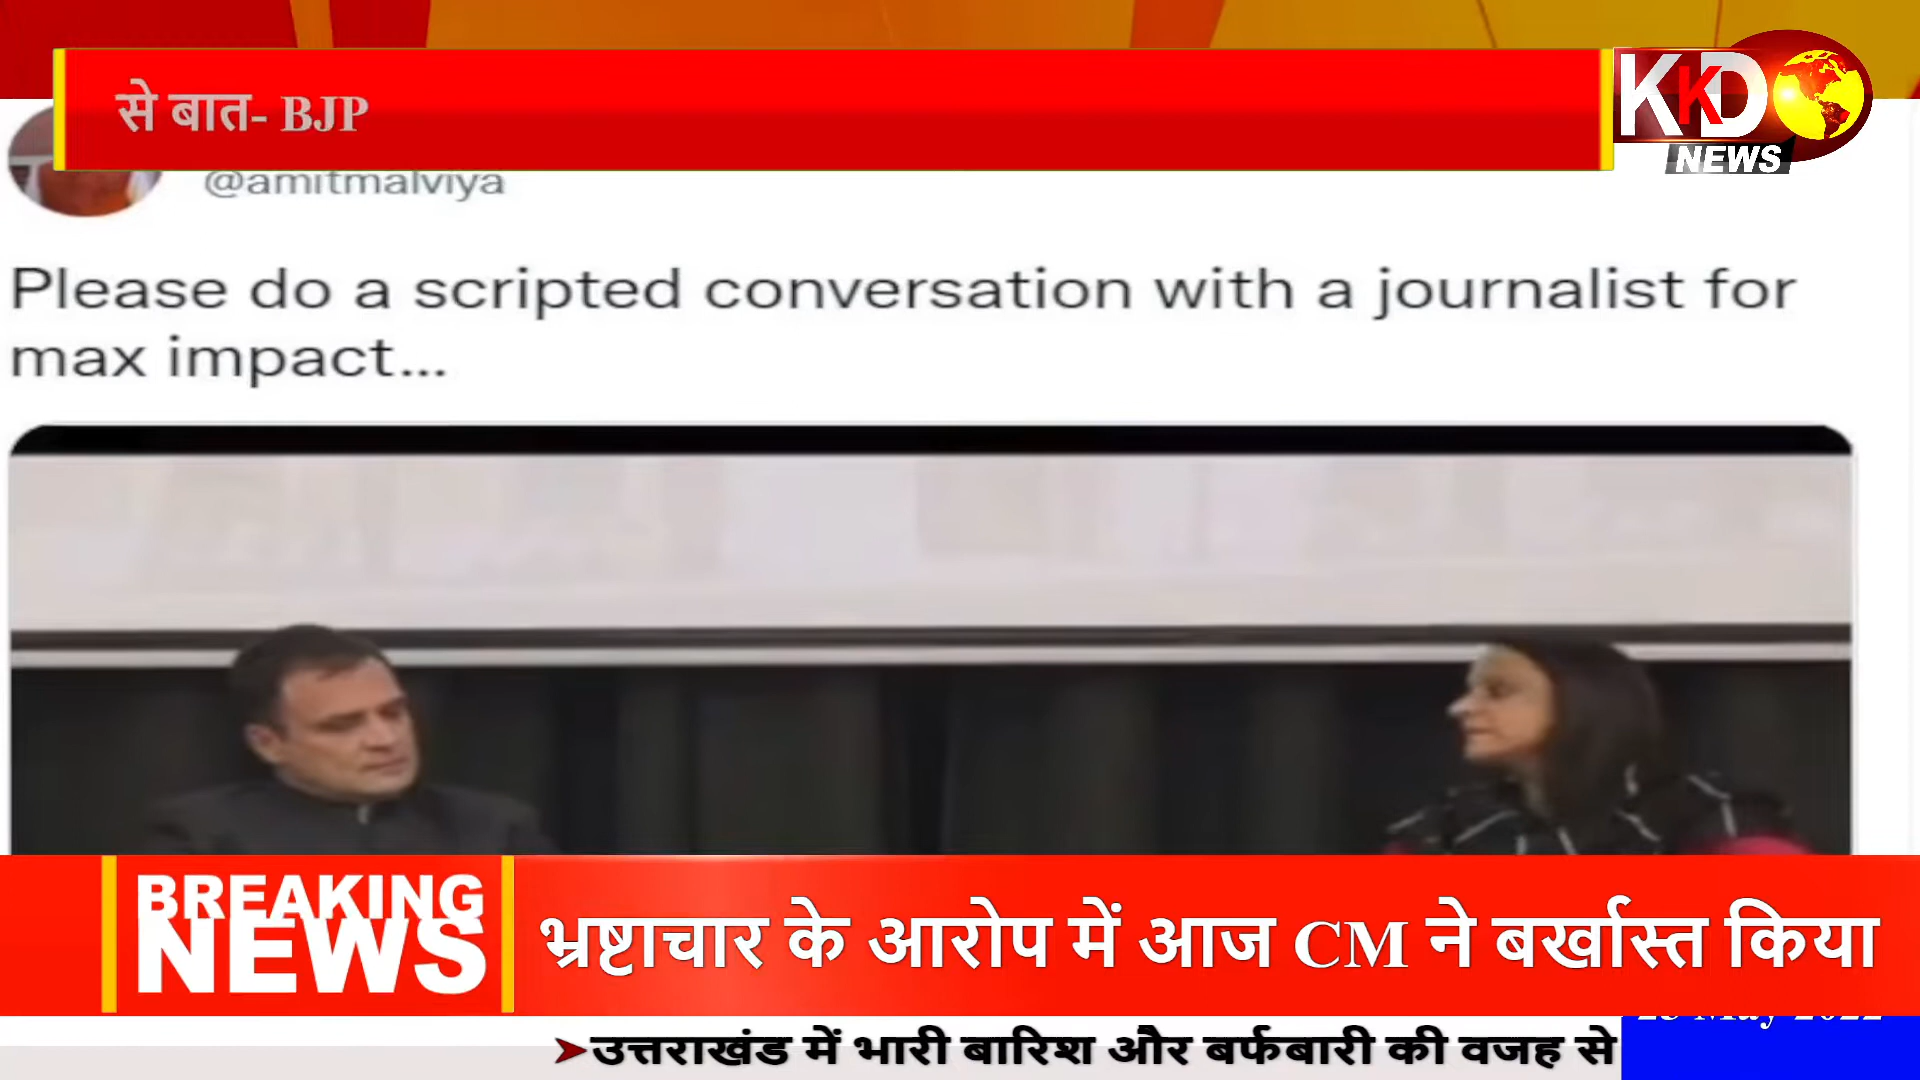 से बात- BJP
KKD
NEWS
@amitmalviya
Please do a scripted conversation with a journalist for
max impact...
BREAKING
NEWS
भ्रष्टाचार के आरोप में आज CM ने बर्खास्त किया
उत्तराखंड में भारी बारिश और बर्फबारी की वजह से